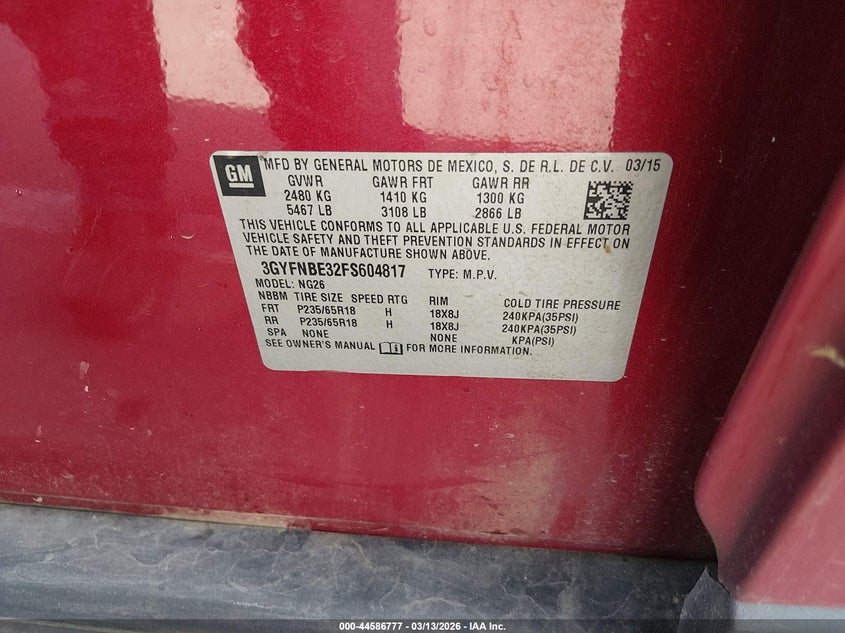 GM
MFD BY GENERAL MOTORS DE MEXICO, S. DE R.L. DE C.V. 03/15
GVWR GAWR FRT GAWR RR
2480 KG 1410 KG 1300 KG
5467 LB 3108 LB 2866 LB
THIS VEHICLE CONFORMS TO ALL APPLICABLE U.S. FEDERAL MOTOR
VEHICLE SAFETY AND THEFT PREVENTION STANDARDS IN EFFECT ON
THE DATE OF MANUFACTURE SHOWN ABOVE.
3GYFNBE32FS604817 TYPE: M.P.V.
MODEL: NG26
NBBM TIRE SIZE SPEED RTG RIM COLD TIRE PRESSURE
FRT P235/65R18 H 18X8J 240KPA(35PSI)
RR P235/65R18 H 18X8J 240KPA(35PSI)
SPA NONE NONE KPA(PSI)
SEE OWNER'S MANUAL FOR MORE INFORMATION.
000-44586777 - 03/13/2026 - IAA Inc.